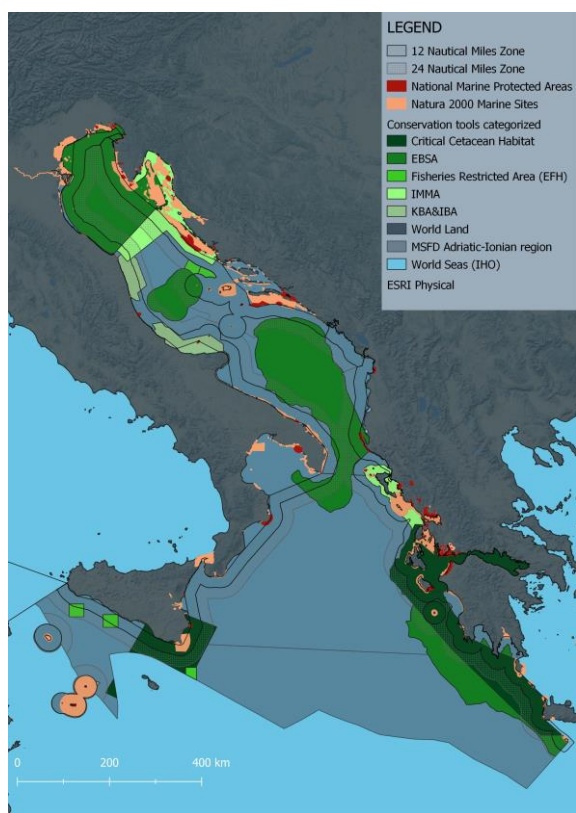 LEGEND
12 Nautical Miles Zone
24 Nautical Miles Zone
National Marine Protected Areas
Natura 2000 Marine Sites
Conservation tools categorized
Critical Cetacean Habitat
EBSA
Fisheries Restricted Area (EFH)
IMMA
KBA&IBA
World Land
MSFD Adriatic-Ionian region
World Seas (IHO)
ESRI Physical
0 200 400 km